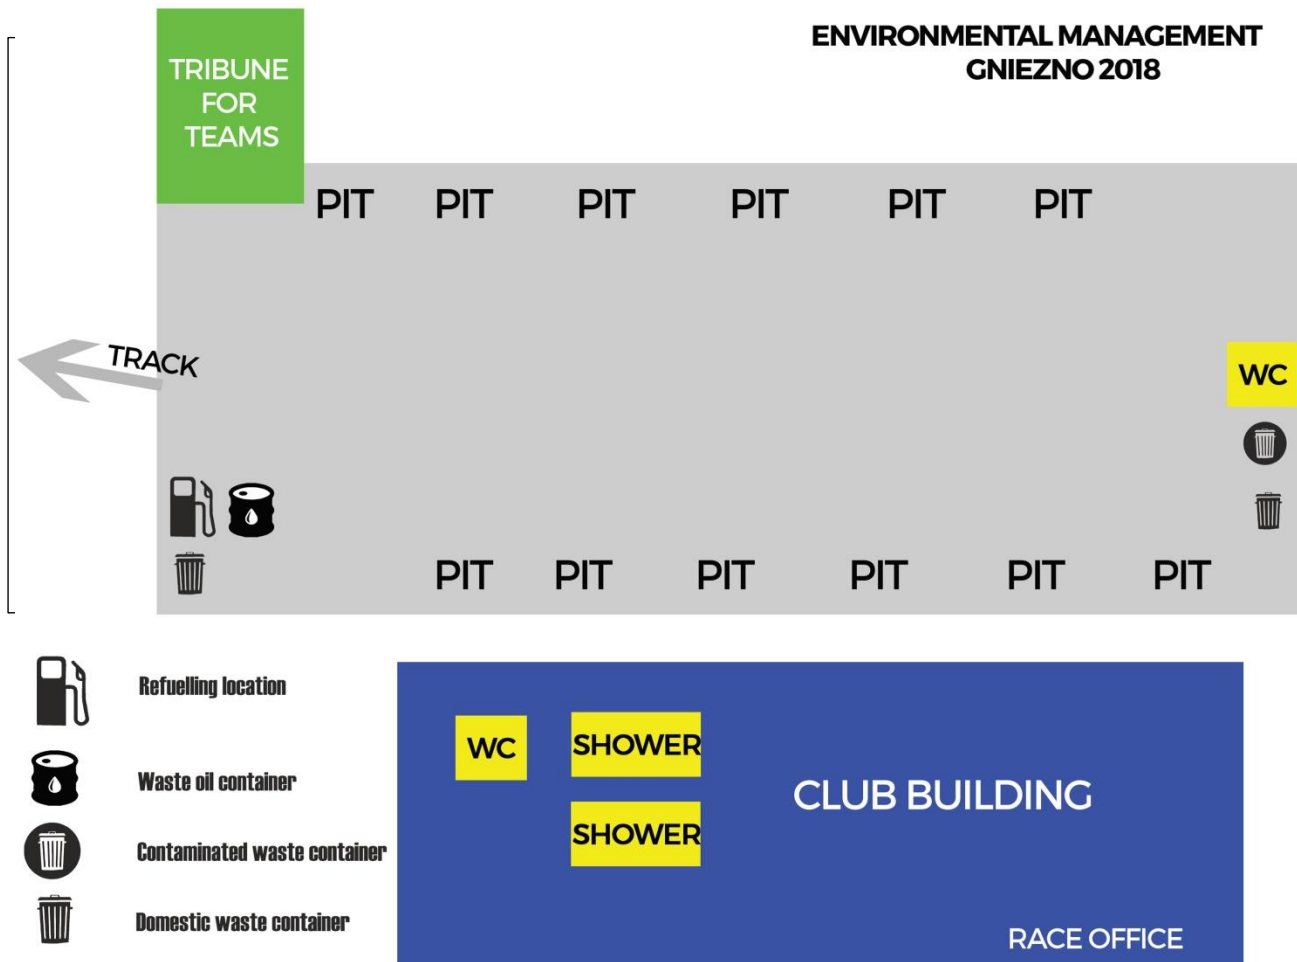 ENVIRONMENTAL MANAGEMENT
GNIEZNO 2018
TRIBUNE
FOR
TEAMS
PIT PIT PIT PIT PIT PIT
TRACK
WC
PIT PIT PIT PIT PIT PIT
Refuelling location
Waste oil container
Contaminated waste container
Domestic waste container
WC
SHOWER
SHOWER
CLUB BUILDING
RACE OFFICE